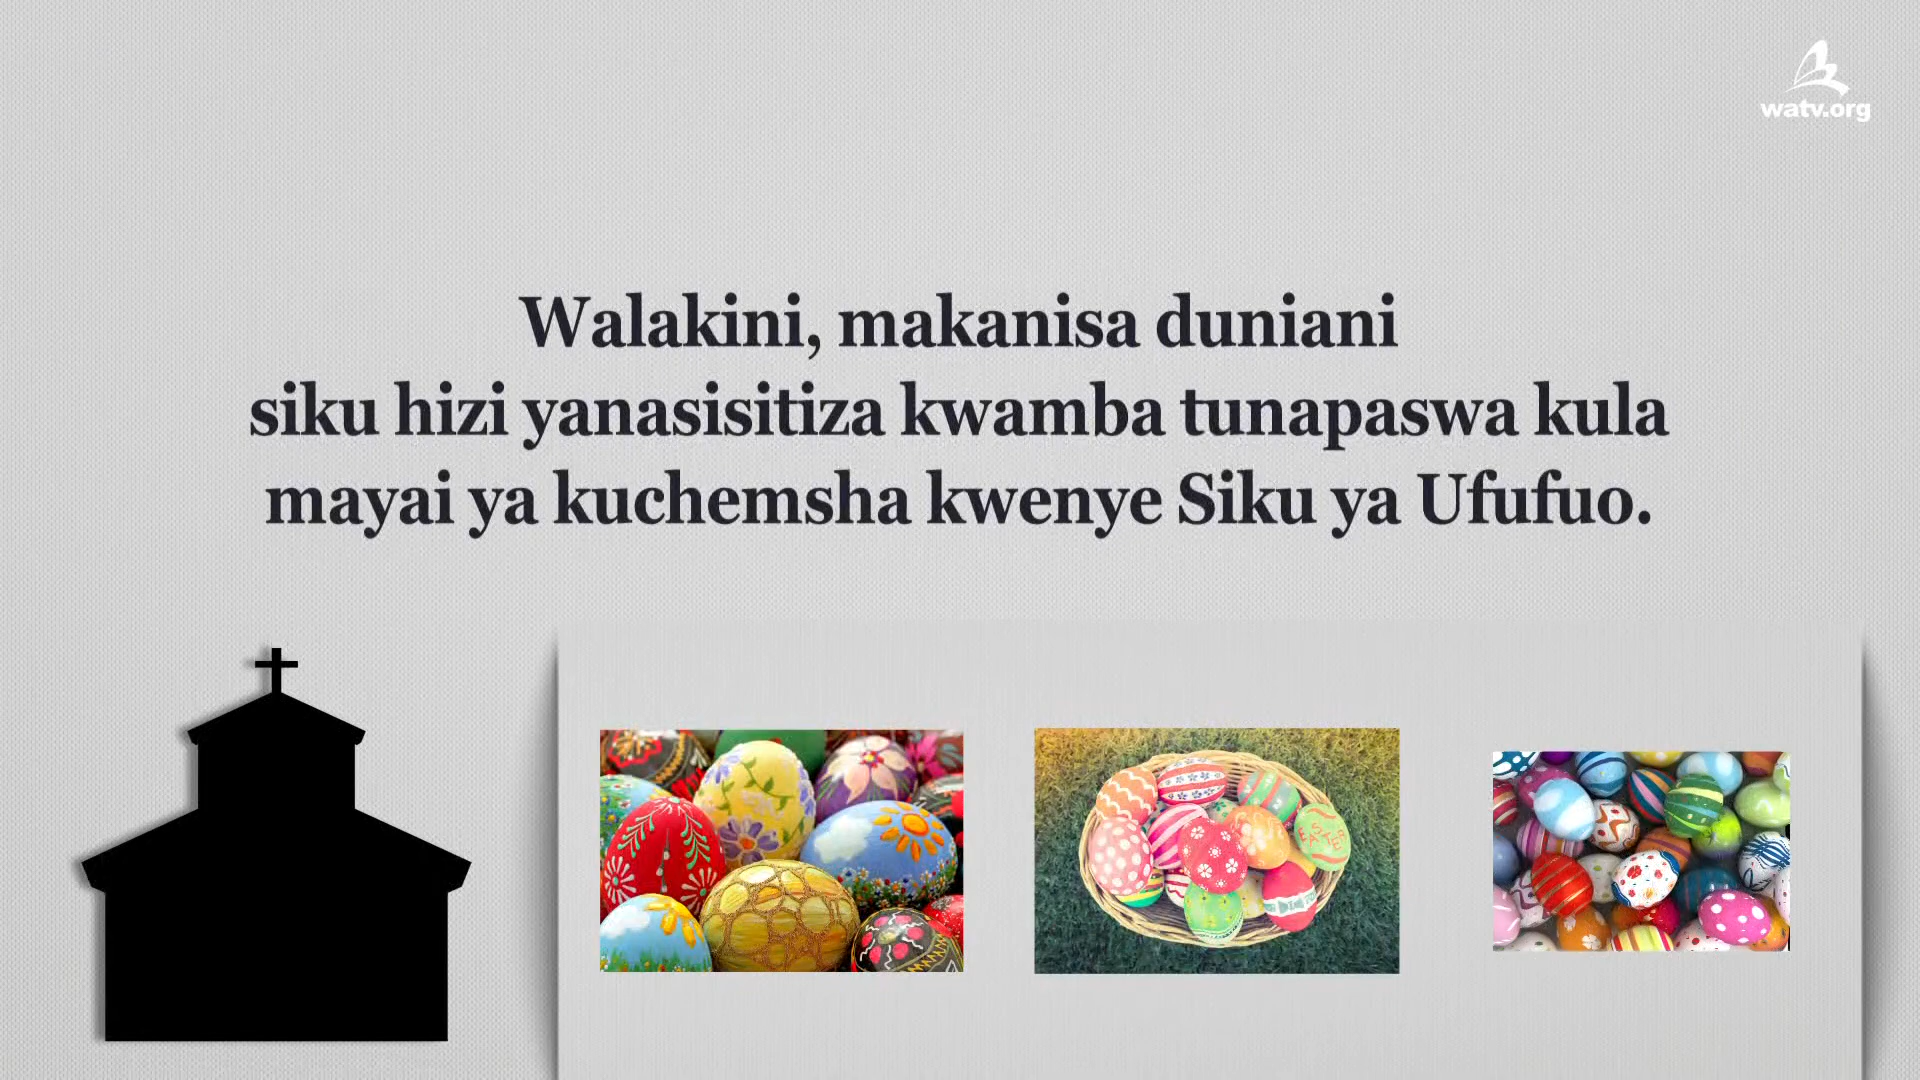 watv.org
Walakini, makanisa duniani
siku hizi yanasisitiza kwamba tunapaswa kula
mayai ya kuchemsha kwenye Siku ya Ufufuo.